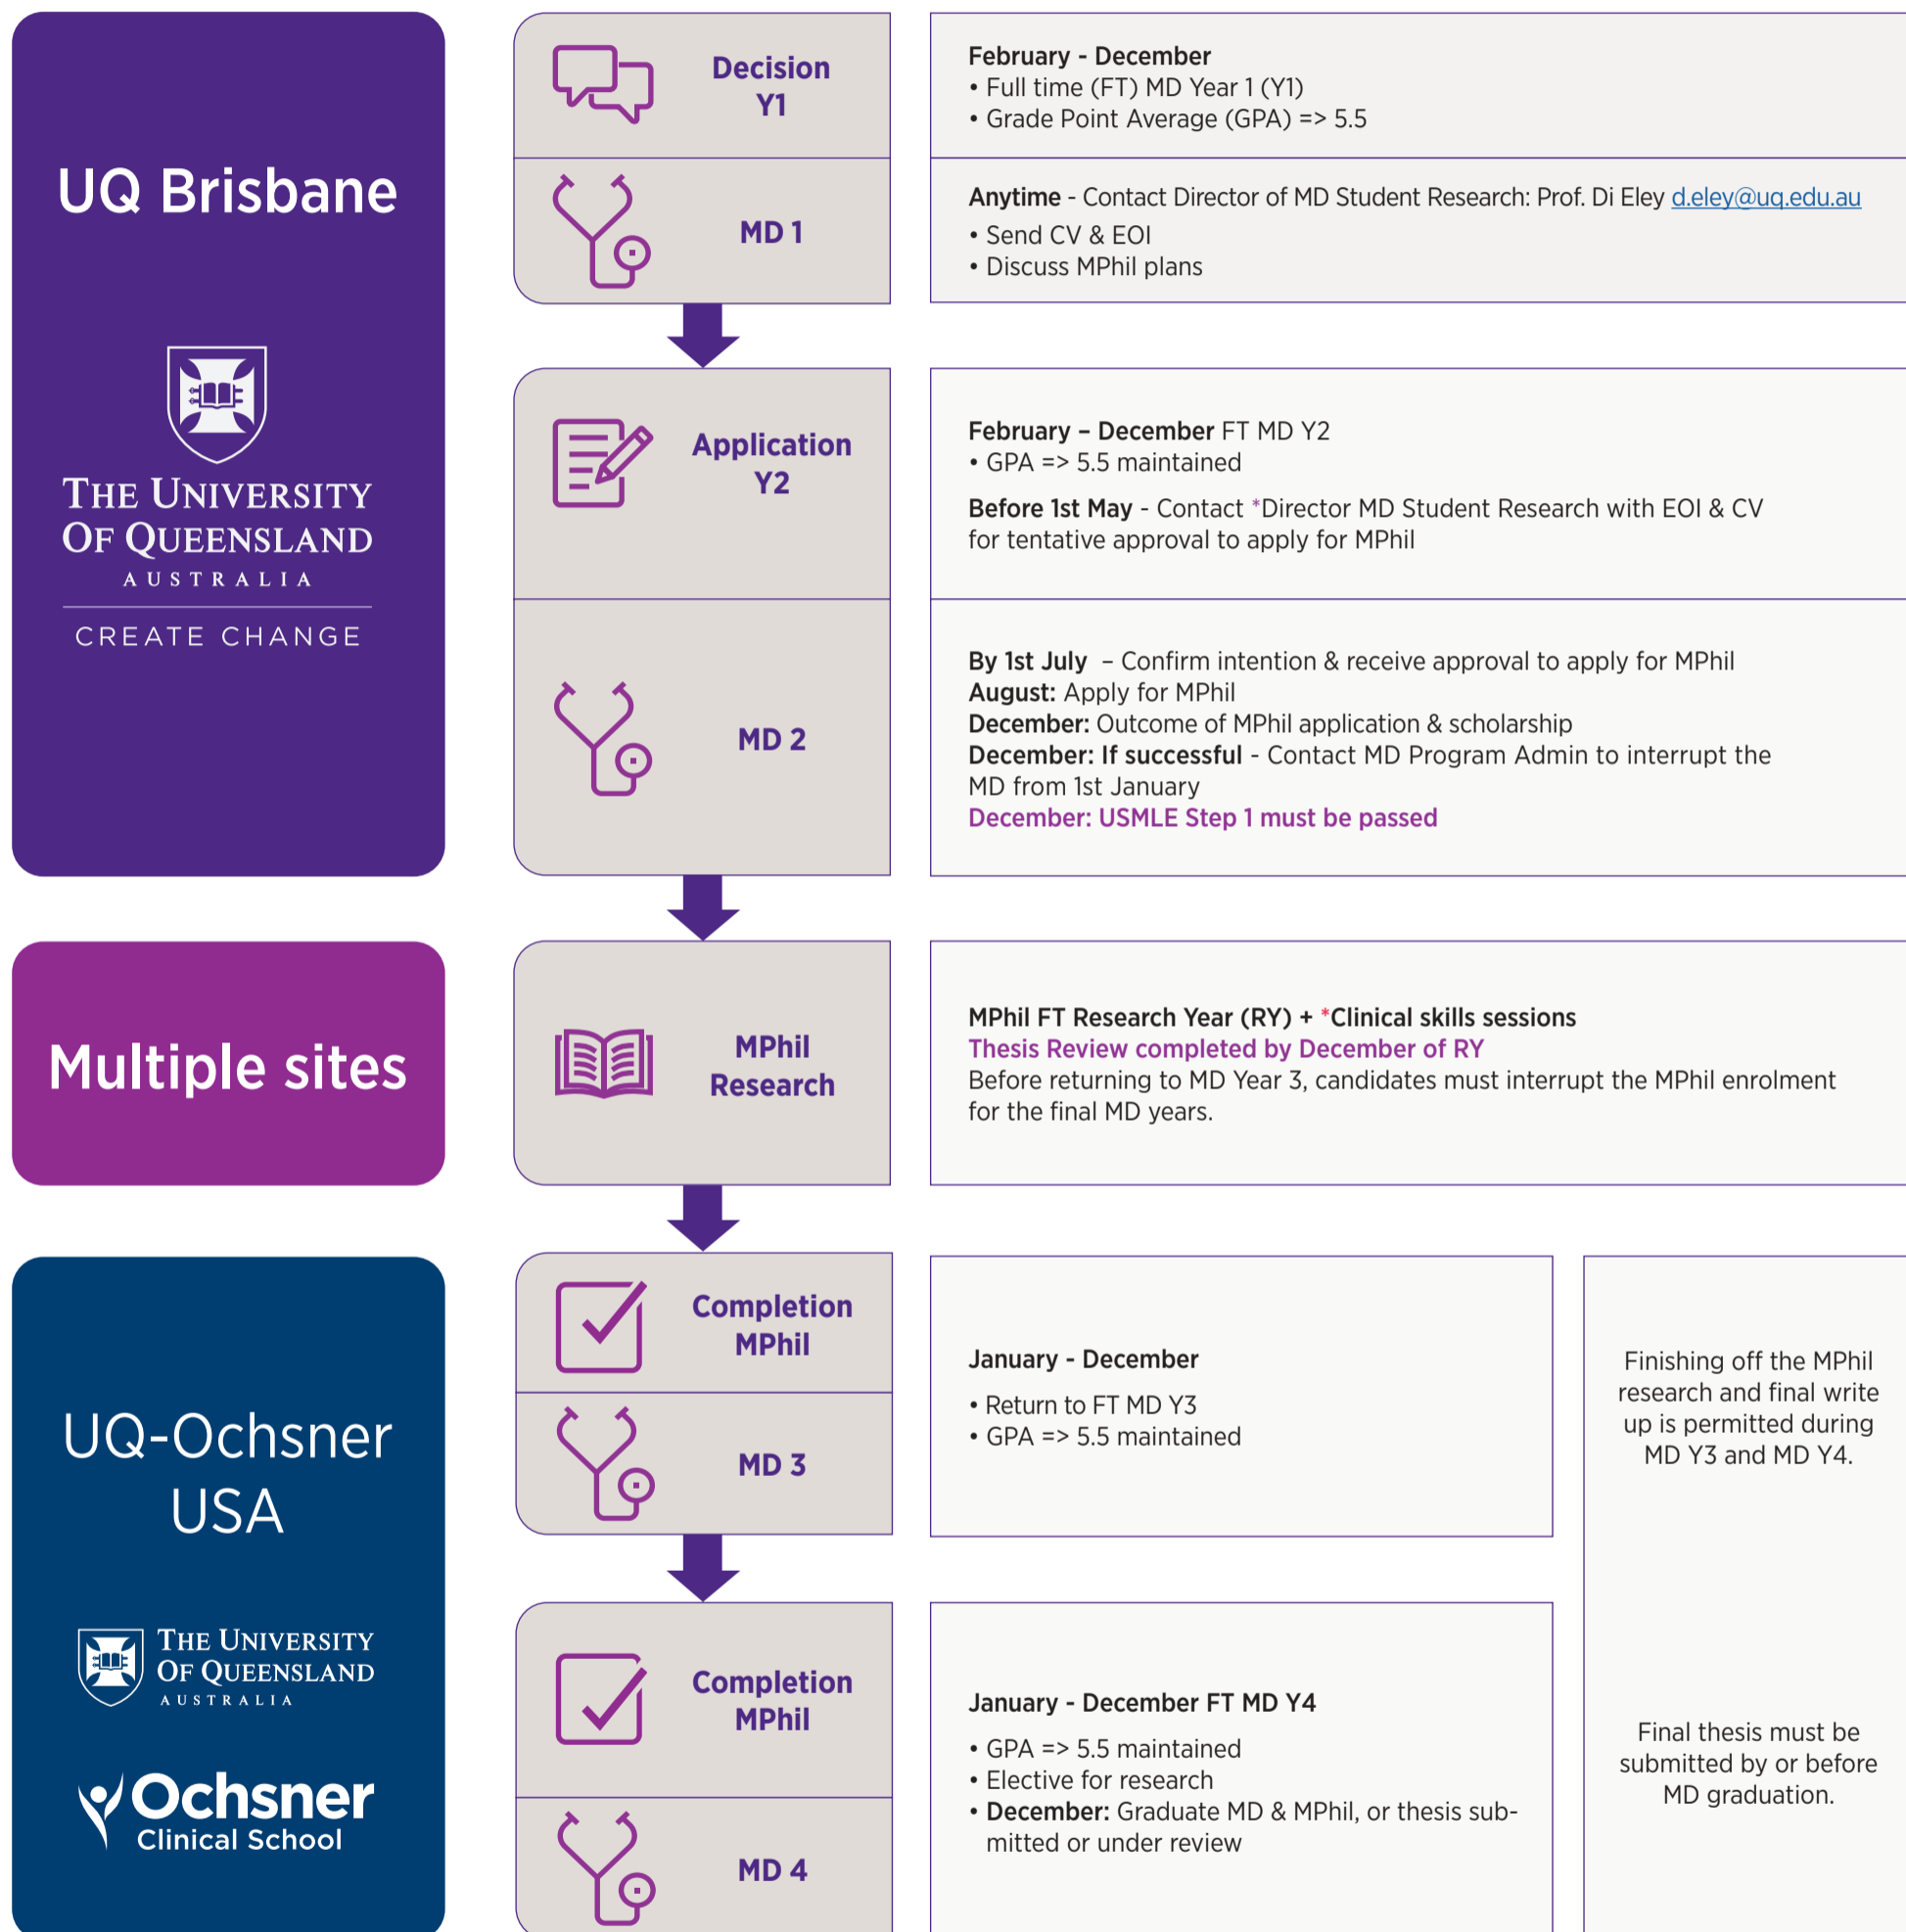 UQ Brisbane
THE UNIVERSITY
OF QUEENSLAND
AUSTRALIA
CREATE CHANGE
Decision
Y1
February - December
• Full time (FT) MD Year 1 (Y1)
• Grade Point Average (GPA) => 5.5
MD 1
Anytime - Contact Director of MD Student Research: Prof. Di Eley d.eley@uq.edu.au
• Send CV & EOI
• Discuss MPhil plans
Application
Y2
February – December FT MD Y2
• GPA => 5.5 maintained
Before 1st May - Contact *Director MD Student Research with EOI & CV
for tentative approval to apply for MPhil
MD 2
By 1st July – Confirm intention & receive approval to apply for MPhil
August: Apply for MPhil
December: Outcome of MPhil application & scholarship
December: If successful - Contact MD Program Admin to interrupt the
MD from 1st January
December: USMLE Step 1 must be passed
Multiple sites
MPhil
Research
MPhil FT Research Year (RY) + *Clinical skills sessions
Thesis Review completed by December of RY
Before returning to MD Year 3, candidates must interrupt the MPhil enrolment
for the final MD years.
UQ-Ochsner
USA
THE UNIVERSITY
OF QUEENSLAND
AUSTRALIA
Ochsner
Clinical School
Completion
MPhil
MD 3
January - December
• Return to FT MD Y3
• GPA => 5.5 maintained
Finishing off the MPhil
research and final write
up is permitted during
MD Y3 and MD Y4.
Completion
MPhil
MD 4
January - December FT MD Y4
• GPA => 5.5 maintained
• Elective for research
• December: Graduate MD & MPhil, or thesis sub-
mitted or under review
Final thesis must be
submitted by or before
MD graduation.